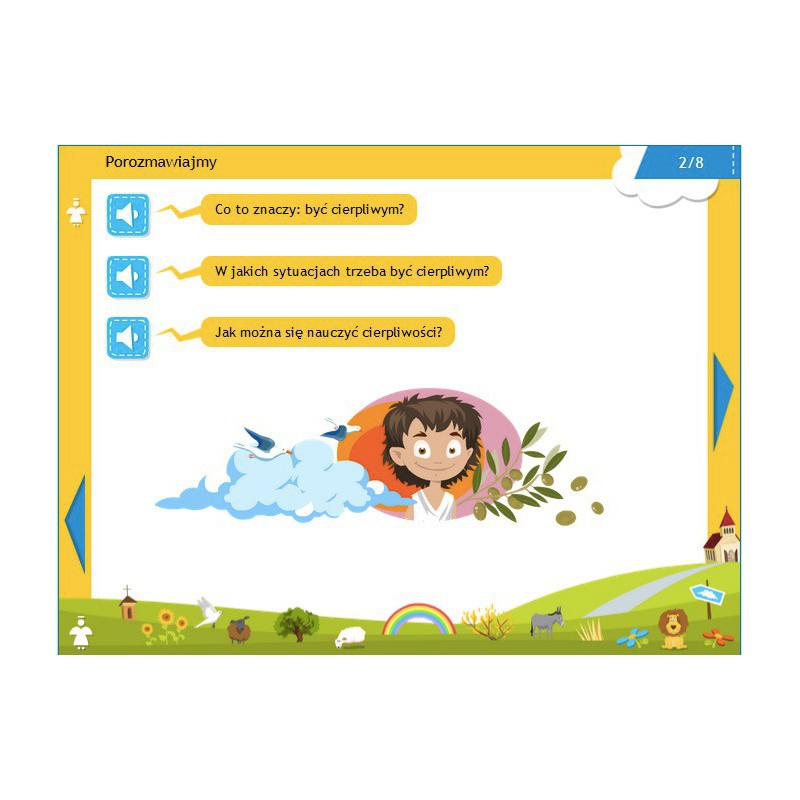 Porozmawiajmy
2/8
Co to znaczy: być cierpliwym?
W jakich sytuacjach trzeba być cierpliwym?
Jak można się nauczyć cierpliwości?